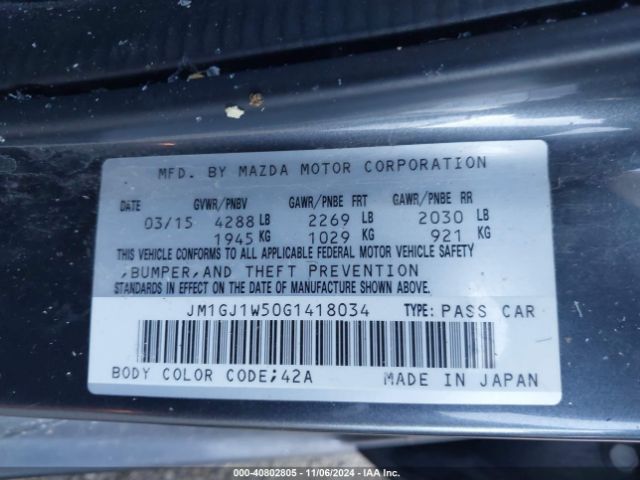 MFD. BY MAZDA MOTOR CORPORATION
DATE GVWR/PNBV GAWR/PNBE FRT GAWR/PNBE RR
03/15 4288 LB 2269 LB 2030 LB
1945 KG 1029 KG 921 KG
THIS VEHICLE CONFORMS TO ALL APPLICABLE FEDERAL MOTOR VEHICLE SAFETY
,BUMPER,AND THEFT PREVENTION
STANDARDS IN EFFECT ON THE DATE OF MANUFACTURE SHOWN ABOVE.
JM1GJ1W50G1418034 TYPE: PASS CAR
BODY COLOR CODE;42A MADE IN JAPAN
000-40802805 - 11/06/2024 - IAA Inc.